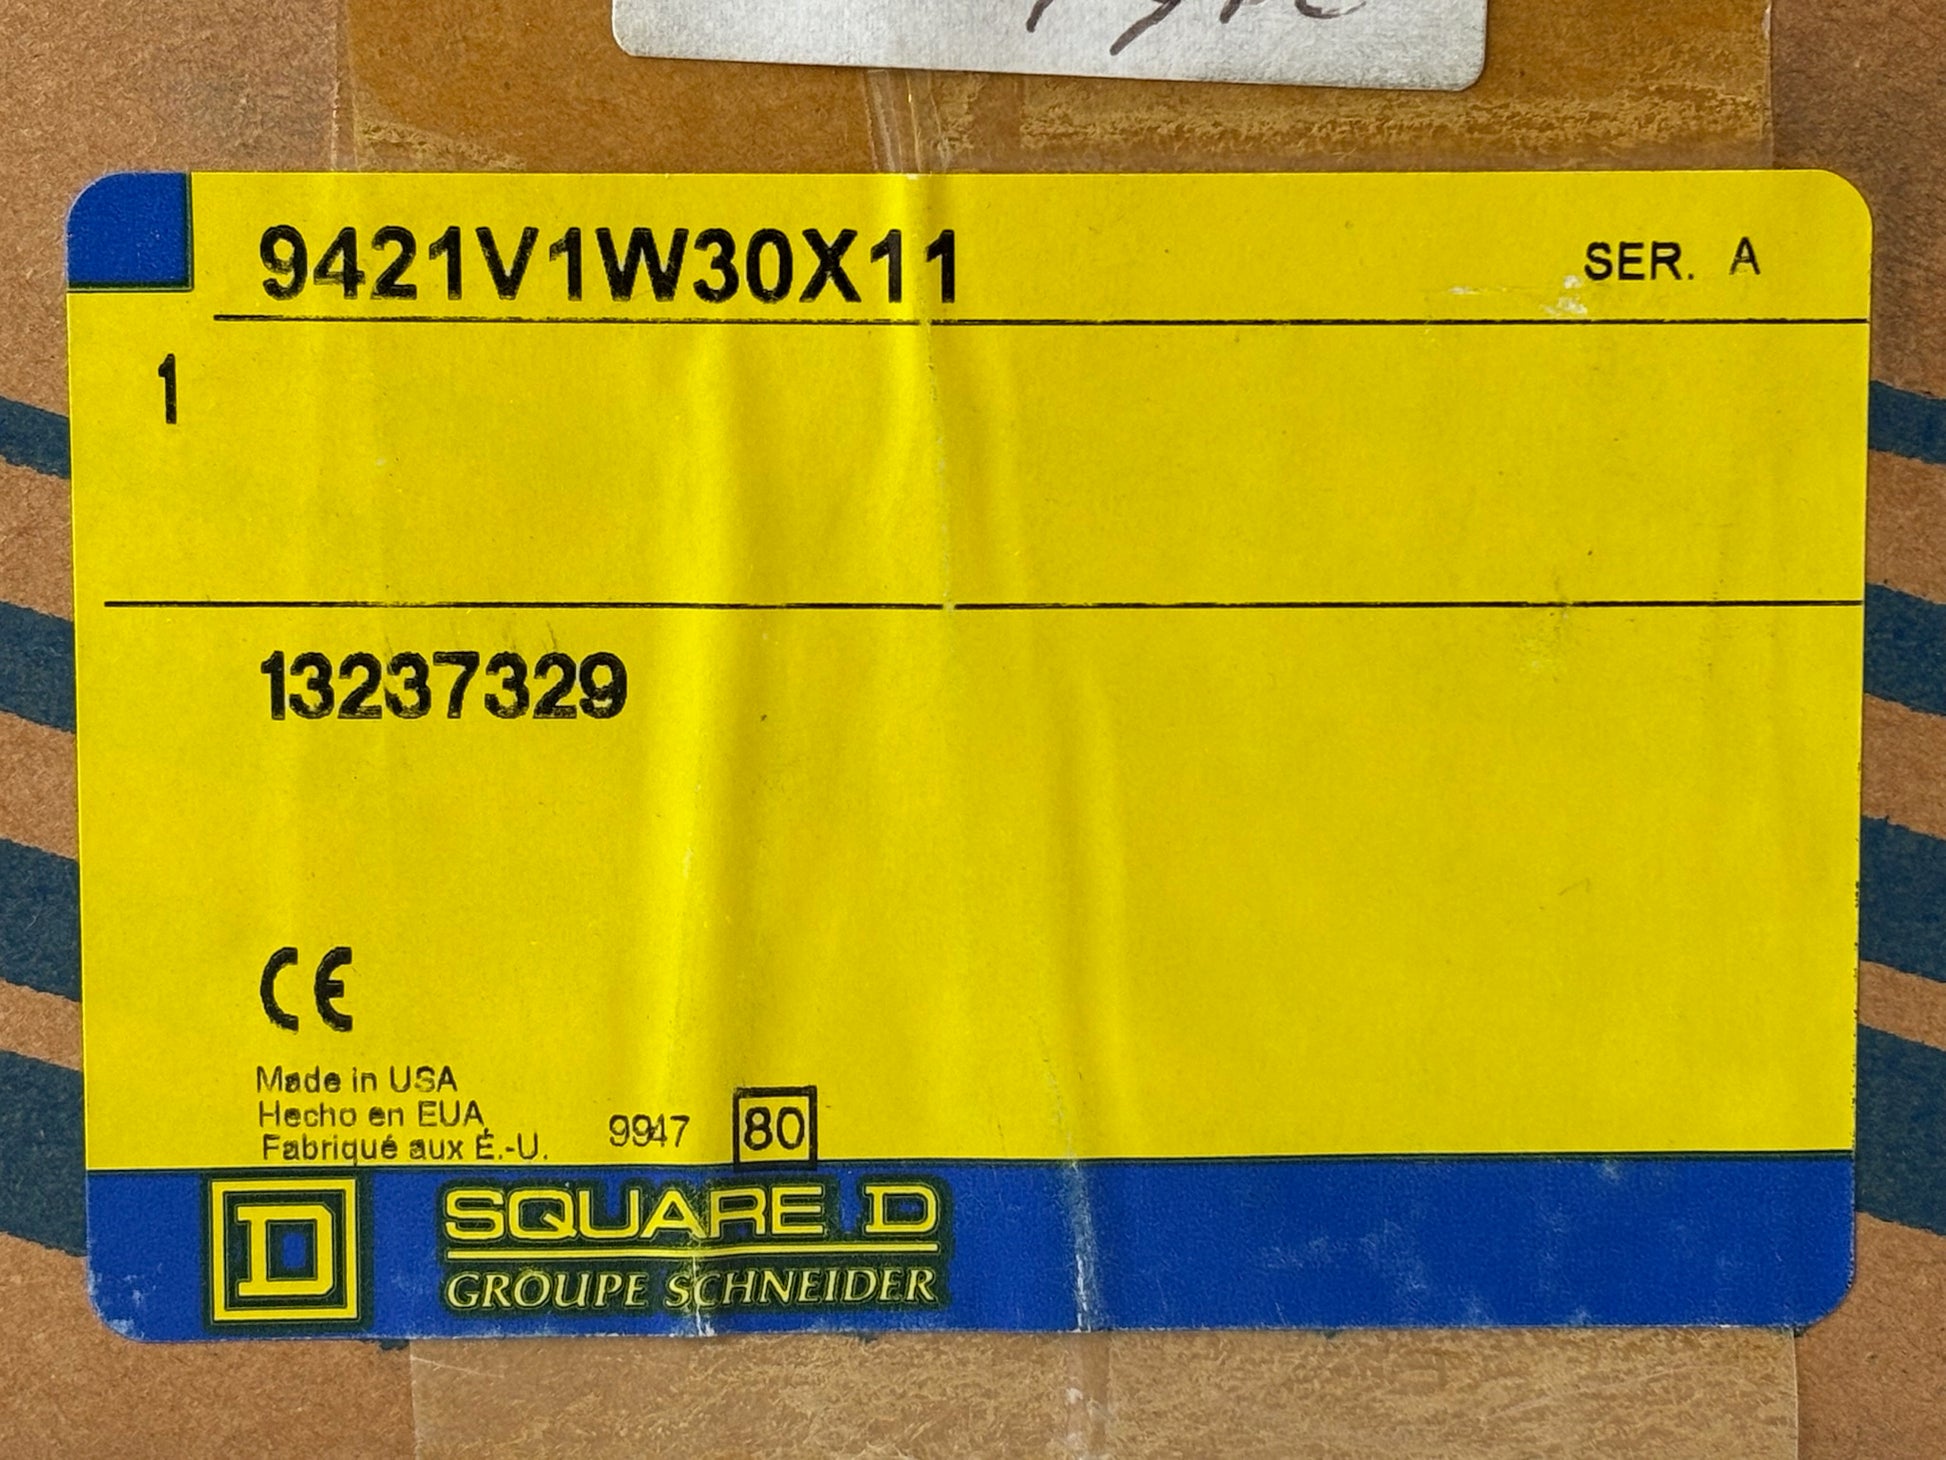 9421V1W30X11
SER. A
1
13237329
CE
Made in USA
Hecho en EUA
Fabriqué aux É.-U.
9947
80
D
SQUARE D
GROUPE SCHNEIDER